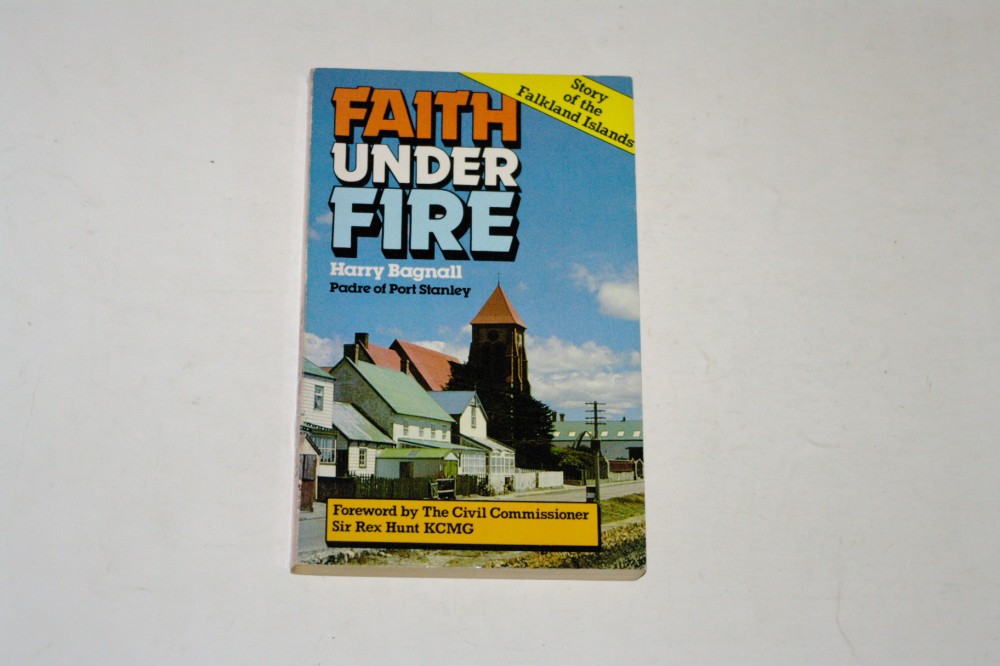 FAITH
UNDER
FIRE
Story
of the
Falkland Islands
Harry Bagnall
Padre of Port Stanley
Foreword by The Civil Commissioner
Sir Rex Hunt KCMG